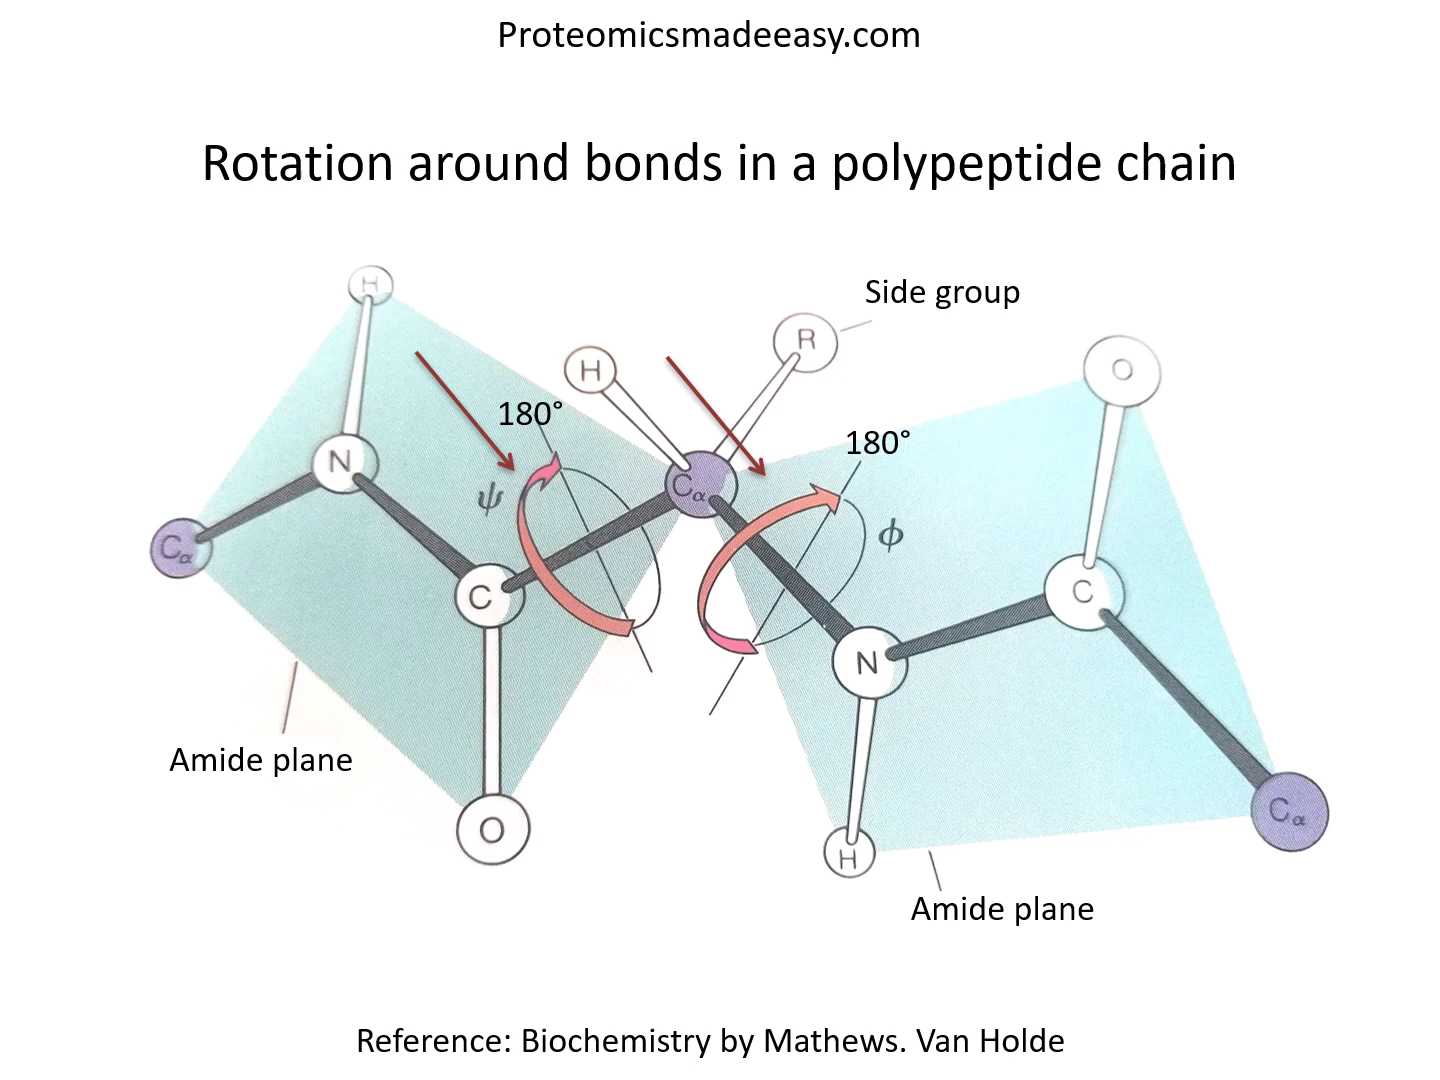 Proteomicsmadeeasy.com
Rotation around bonds in a polypeptide chain
H
Side group
R
H
O
180°
180°
N
ψ
Cα
ϕ
Cα
C
C
N
Amide plane
Cα
O
H
Amide plane
Reference: Biochemistry by Mathews. Van Holde